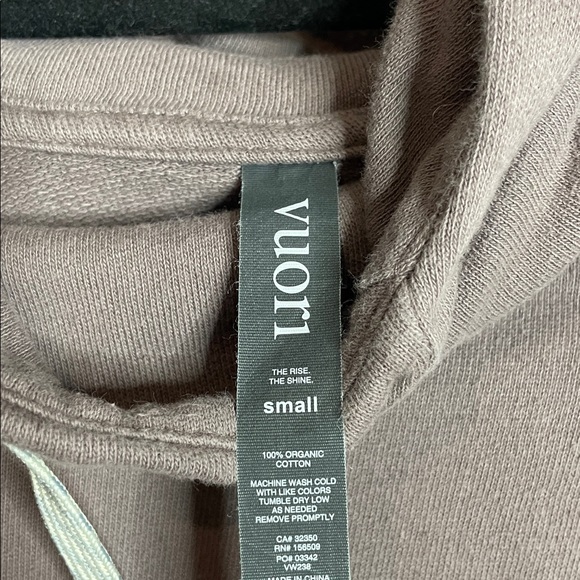 vuori
THE RISE.
THE SHINE.
small
100% ORGANIC
COTTON
MACHINE WASH COLD
WITH LIKE COLORS
TUMBLE DRY LOW
AS NEEDED
REMOVE PROMPTLY
CA# 32350
RN# 156509
PO# 03342
VW236
MADE IN CHINA